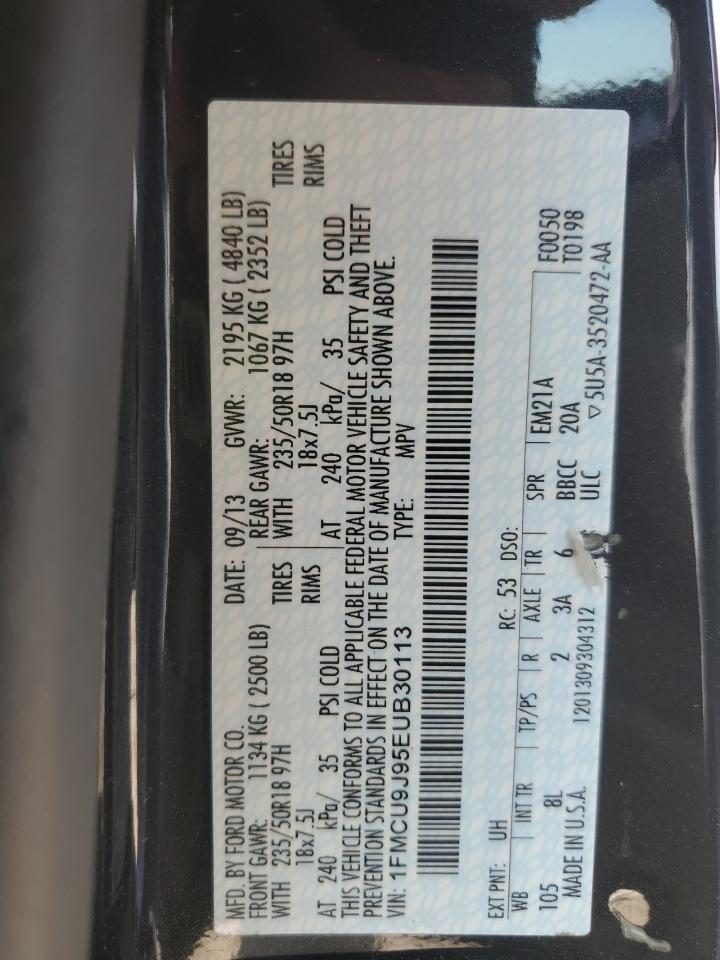 MFD. BY FORD MOTOR CO. DATE: 09/13 GVWR: 2195 KG ( 4840 LB)
FRONT GAWR: 1134 KG ( 2500 LB) REAR GAWR: 1067 KG ( 2352 LB)
WITH 235/50R18 97H TIRES WITH 235/50R18 97H TIRES
18x7.5J RIMS 18x7.5J RIMS
AT 240 kPa/ 35 PSI COLD AT 240 kPa/ 35 PSI COLD
THIS VEHICLE CONFORMS TO ALL APPLICABLE FEDERAL MOTOR VEHICLE SAFETY AND THEFT
PREVENTION STANDARDS IN EFFECT ON THE DATE OF MANUFACTURE SHOWN ABOVE.
VIN: 1FMCU9J95EUB30113 TYPE: MPV
EXT PNT: UH RC: 53 DSO:
WB INT TR TP/PS R AXLE TR SPR EM21A F0050
105 8L 2 3A 6 BBCC 20A T0198
MADE IN U.S.A. 1201309304312 ULC ▽5U5A-3520472-AA